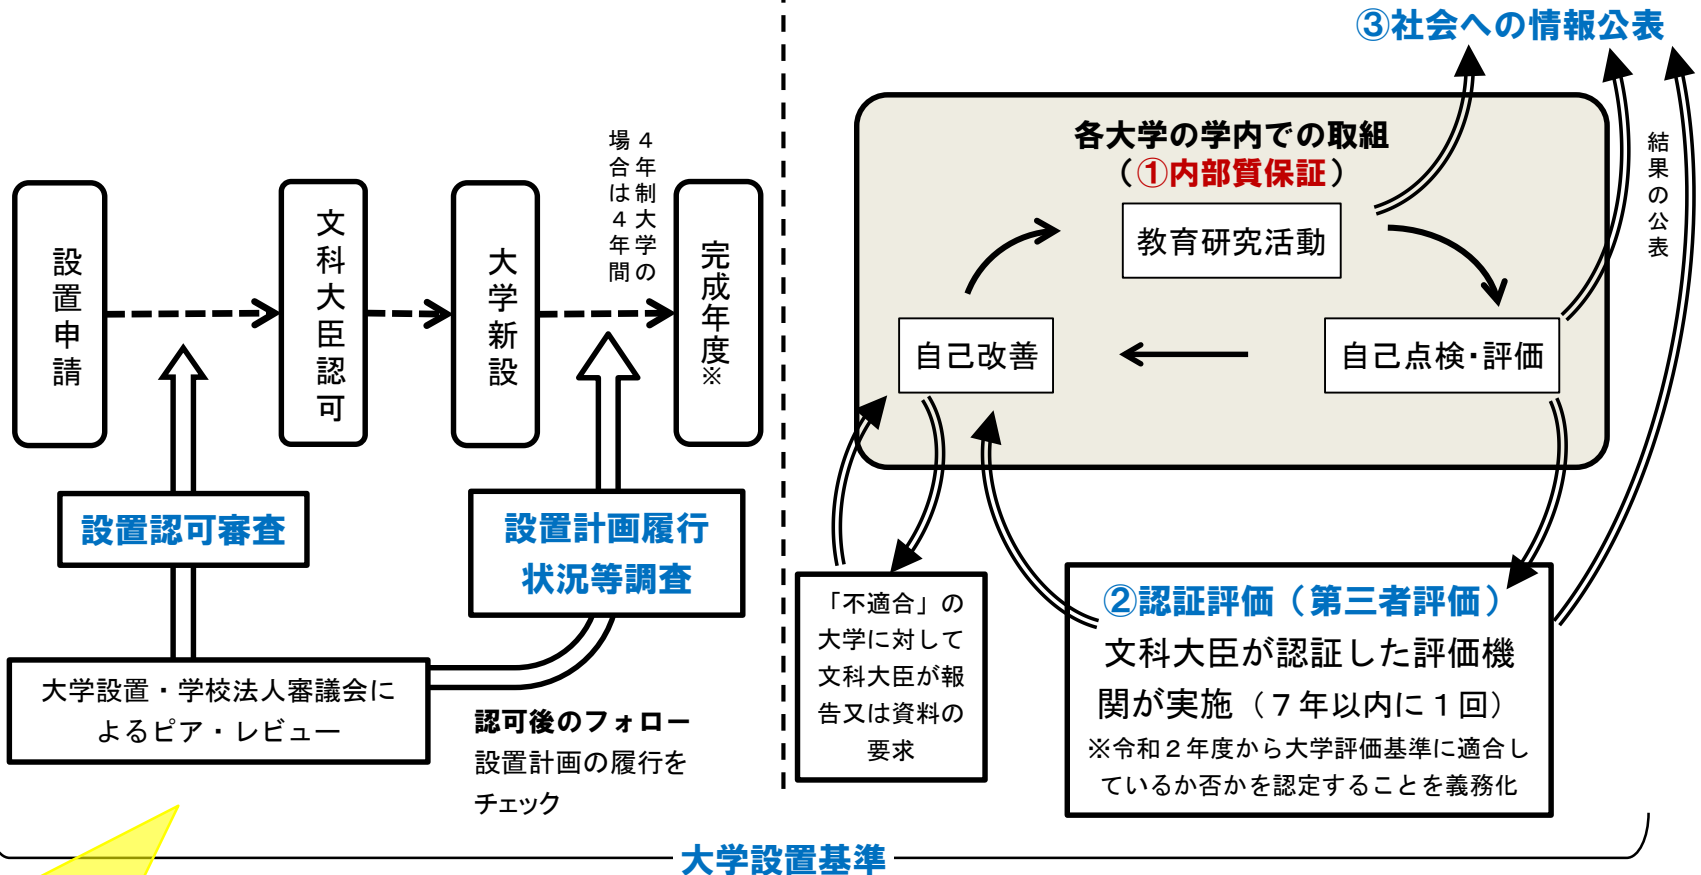 ③社会への情報公表
各大学の学内での取組
（①内部質保証）
教育研究活動
自己点検・評価
自己改善
結果の公表
４年制大学の
場合は４年間
設置申請
文科大臣認可
大学新設
完成年度※
設置認可審査
設置計画履行
状況等調査
大学設置・学校法人審議会に
よるピア・レビュー
認可後のフォロー
設置計画の履行を
チェック
「不適合」の
大学に対して
文科大臣が報
告又は資料の
要求
②認証評価（第三者評価）
文科大臣が認証した評価機
関が実施（７年以内に１回）
※令和２年度から大学評価基準に適合し
ているか否かを認定することを義務化
大学設置基準